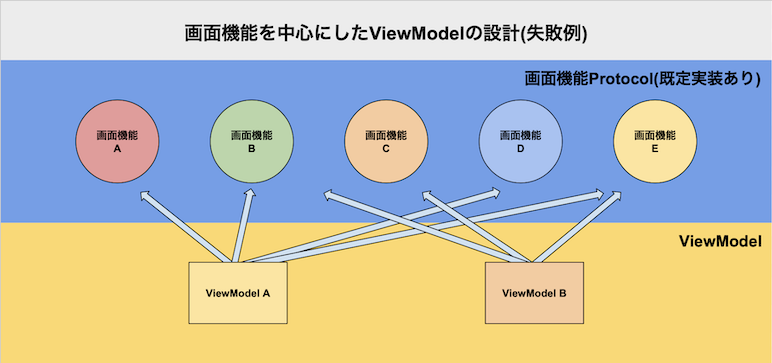 画面機能を中心にしたViewModelの設計(失敗例)
画面機能Protocol(既定実装あり)
画面機能
A
画面機能
B
画面機能
C
画面機能
D
画面機能
E
ViewModel
ViewModel A
ViewModel B